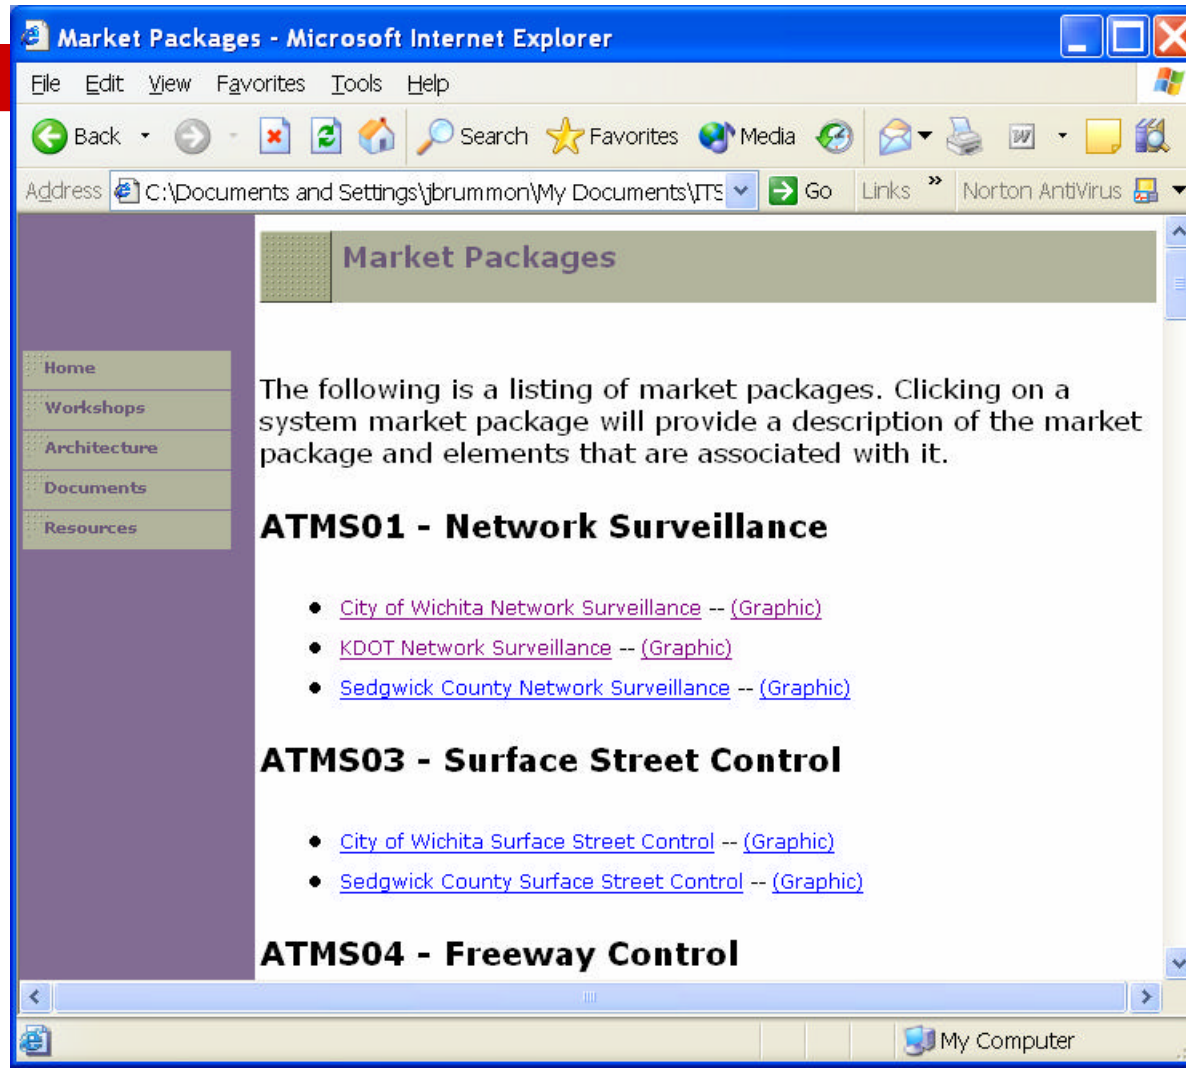 Market Packages - Microsoft Internet Explorer
File Edit View Favorites Tools Help
Back Search Favorites Media
Address C:\Documents and Settings\jbrummon\My Documents\ITS Go Links » Norton AntiVirus
Market Packages
Home
Workshops
Architecture
Documents
Resources
The following is a listing of market packages. Clicking on a
system market package will provide a description of the market
package and elements that are associated with it.
ATMS01 - Network Surveillance
• City of Wichita Network Surveillance -- (Graphic)
• KDOT Network Surveillance -- (Graphic)
• Sedgwick County Network Surveillance -- (Graphic)
ATMS03 - Surface Street Control
• City of Wichita Surface Street Control -- (Graphic)
• Sedgwick County Surface Street Control -- (Graphic)
ATMS04 - Freeway Control
My Computer